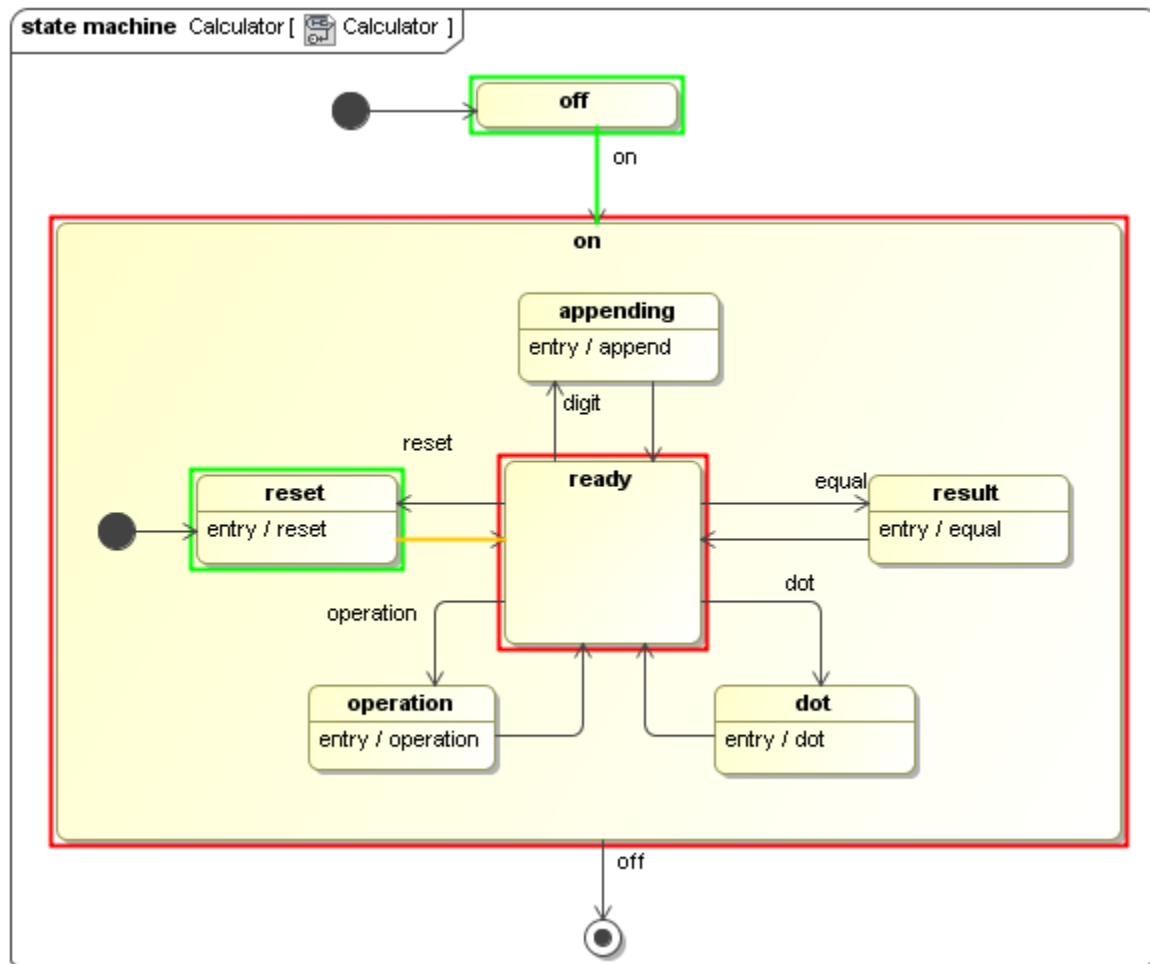 state machine Calculator [ Calculator ]
off
on
on
appending
entry / append
digit
reset
ready
reset
entry / reset
equal
result
entry / equal
operation
dot
operation
entry / operation
dot
entry / dot
off